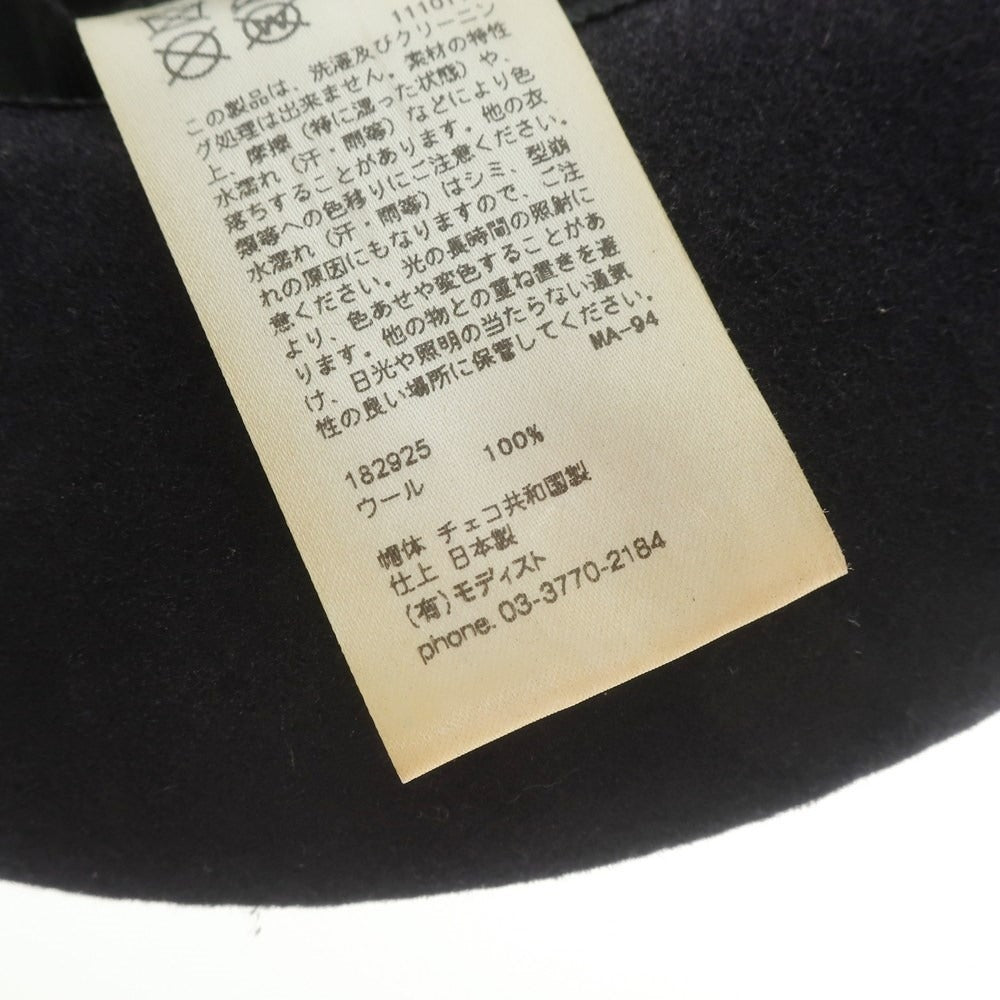 この製品は、洗濯及びクリーニン
グ処理は出来ません。素材の特性
上、摩擦（特に湿った状態）や、
水濡れ（汗・雨等）などにより色
落ちすることがあります。他の衣
類等への色移りにご注意ください。
水濡れ（汗・雨等）はシミ、型崩
れの原因にもなりますので、ご注
意ください。光の長時間の照射に
より、色あせや変色することがあ
ります。他の物との重ね置きを避
け、日光や照明の当たらない通気
性の良い場所に保管してください。
MA-94
182925
ウール 100%
帽体 チェコ共和国製
仕上 日本製
(有)モディスト
phone. 03-3770-2184